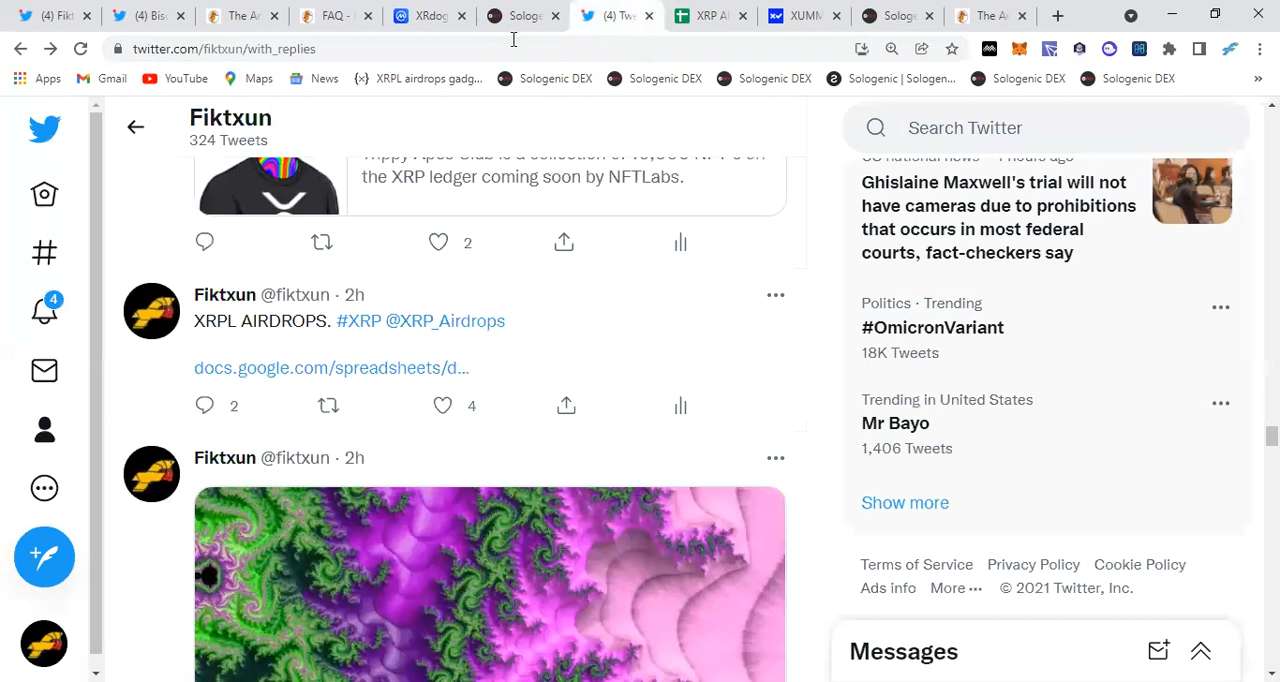 (4) Fikt
(4) Bis
The Ar
FAQ -
XRdog
Sologe
(4) Twe
XRP Al
XUMM
Sologe
The Ar
twitter.com/fiktxun/with_replies
Apps
Gmail
YouTube
Maps
News
{x} XRPL airdrops gadg...
Sologenic DEX
Sologenic DEX
Sologenic DEX
Sologenic | Sologen...
Sologenic DEX
Sologenic DEX
»
Fiktxun
324 Tweets
the XRP ledger coming soon by NFTLabs.
2
Fiktxun @fiktxun · 2h
XRPL AIRDROPS. #XRP @XRP_Airdrops
docs.google.com/spreadsheets/d...
2
4
Fiktxun @fiktxun · 2h
4
Search Twitter
Ghislaine Maxwell's trial will not
have cameras due to prohibitions
that occurs in most federal
courts, fact-checkers say
Politics · Trending
#OmicronVariant
18K Tweets
Trending in United States
Mr Bayo
1,406 Tweets
Show more
Terms of Service Privacy Policy Cookie Policy
Ads info More ··· © 2021 Twitter, Inc.
Messages